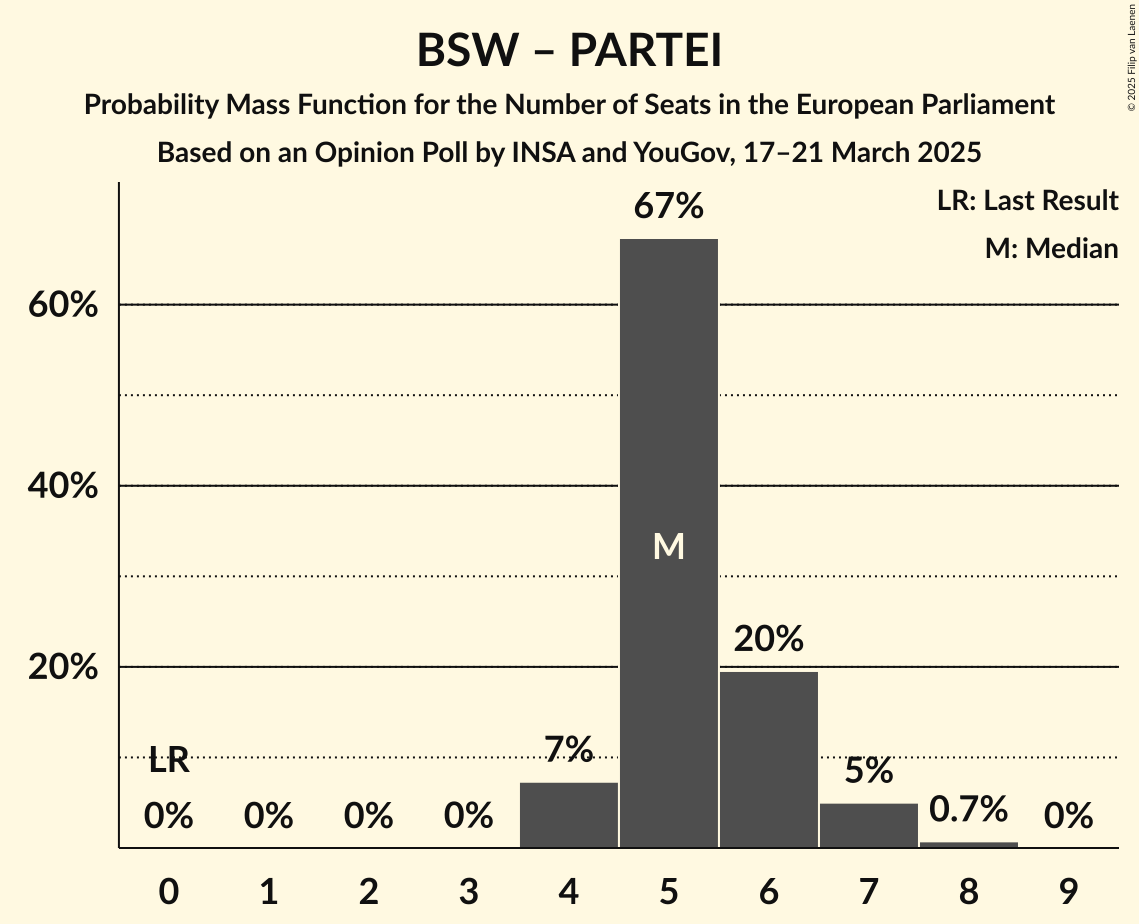 BSW – PARTEI
Probability Mass Function for the Number of Seats in the European Parliament
Based on an Opinion Poll by INSA and YouGov, 17–21 March 2025
© 2025 Filip van Laenen
LR: Last Result
M: Median
67%
60%
40%
M
20%
20%
LR
7%
5%
0%
0%
0%
0%
0.7%
0%
0
1
2
3
4
5
6
7
8
9